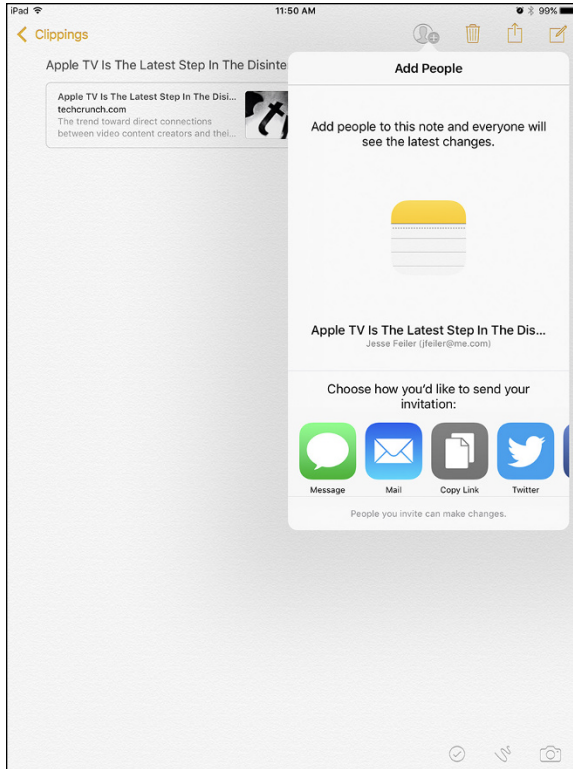 iPad 11:50 AM 99%
Clippings
Apple TV Is The Latest Step In The Disinte
Add People
Apple TV Is The Latest Step In The Disi...
techcrunch.com
The trend toward direct connections
between video content creators and thei...
Add people to this note and everyone will
see the latest changes.
Apple TV Is The Latest Step In The Dis...
Jesse Feiler (jfeiler@me.com)
Choose how you'd like to send your
invitation:
Message Mail Copy Link Twitter
People you invite can make changes.